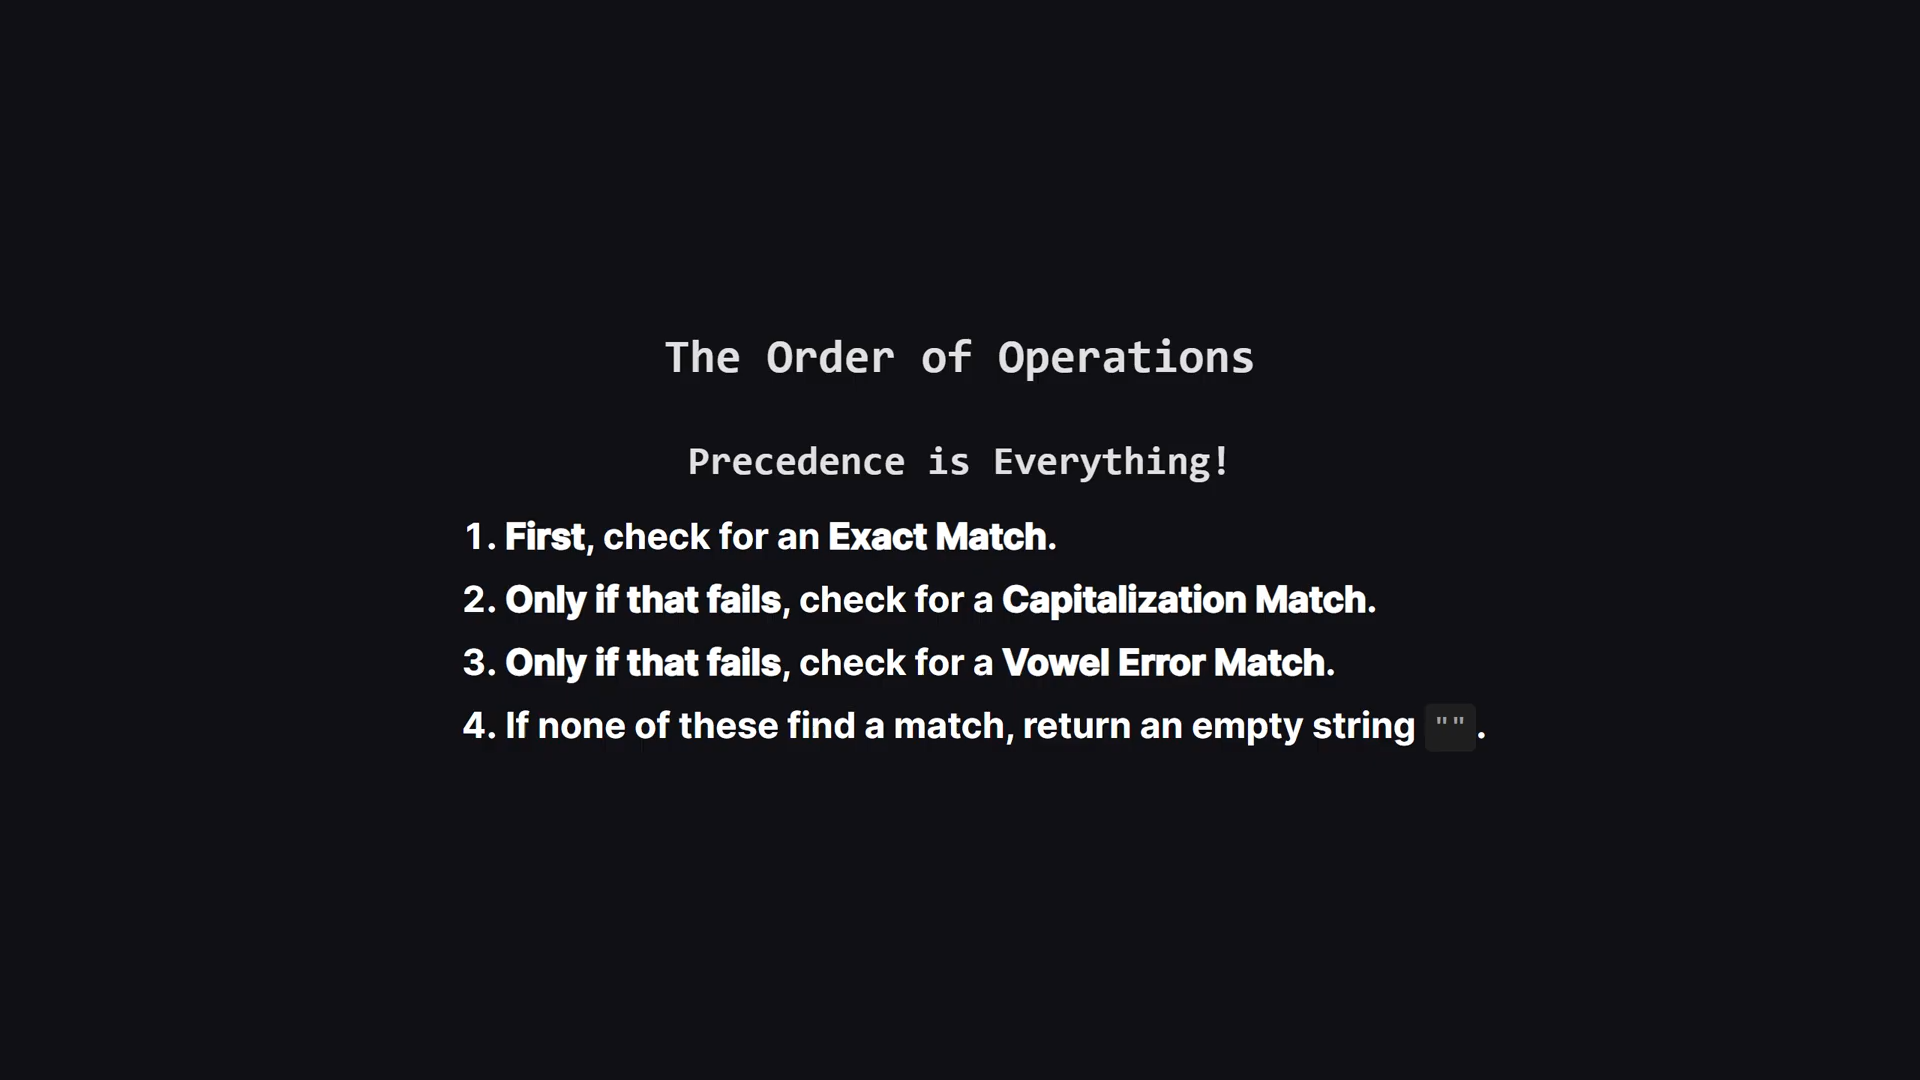 The Order of Operations
Precedence is Everything!
1. First, check for an Exact Match.
2. Only if that fails, check for a Capitalization Match.
3. Only if that fails, check for a Vowel Error Match.
4. If none of these find a match, return an empty string "".